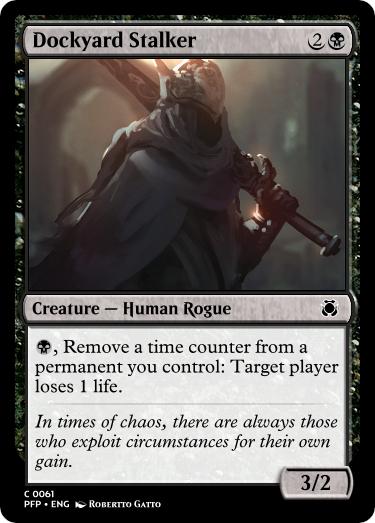 Dockyard Stalker 2
Creature — Human Rogue
, Remove a time counter from a
permanent you control: Target player
loses 1 life.
In times of chaos, there are always those
who exploit circumstances for their own
gain.
3/2
C 0061
PFP • ENG Robertto Gatto